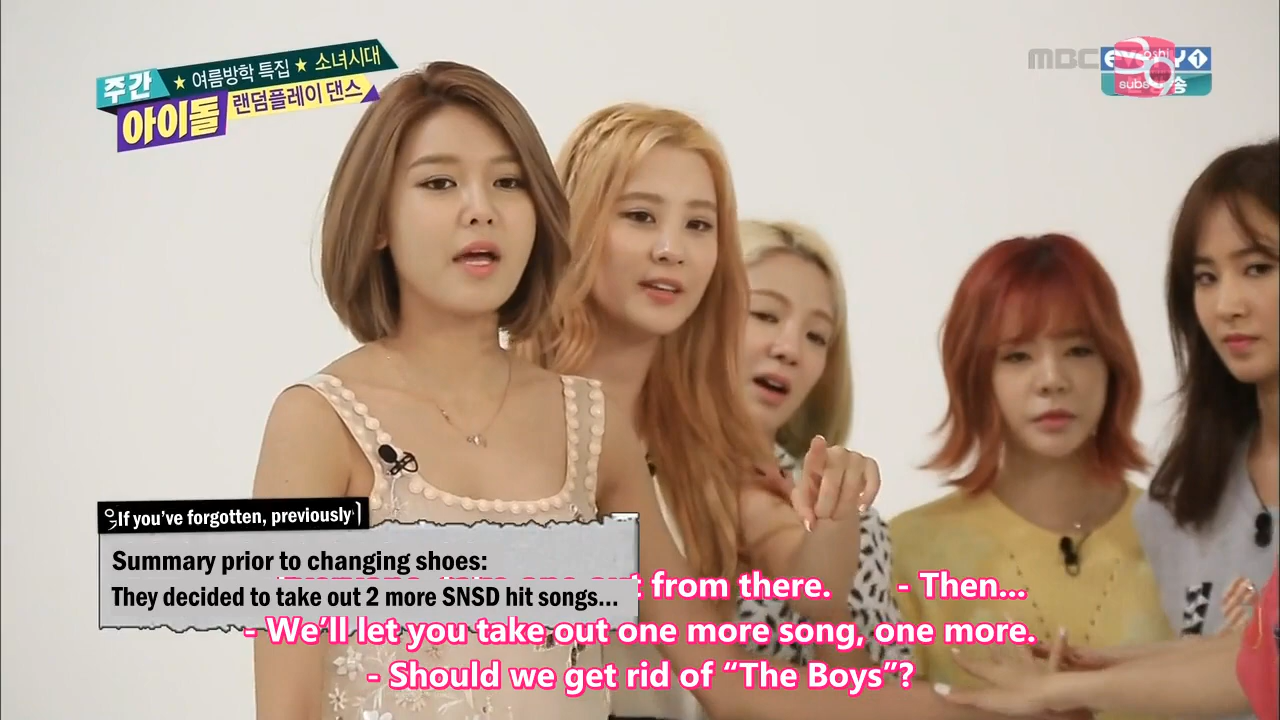 주간 ★ 여름방학 특집 ★ 소녀시대
아이돌 랜덤플레이 댄스
MBC
oshi
subs
If you've forgotten, previously
Summary prior to changing shoes:
They decided to take out 2 more SNSD hit songs...
from there. - Then...
- We'll let you take out one more song, one more.
- Should we get rid of “The Boys”?